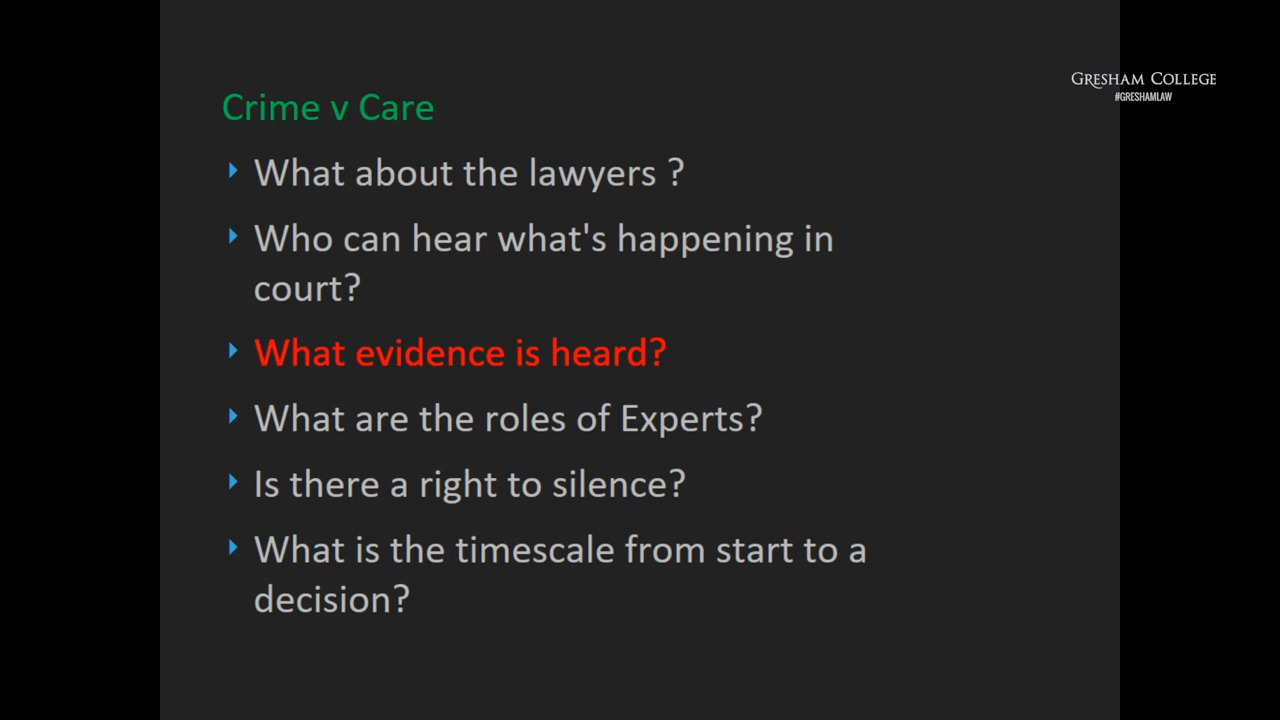 GRESHAM COLLEGE
#GRESHAMLAW
Crime v Care
What about the lawyers ?
Who can hear what's happening in
court?
What evidence is heard?
What are the roles of Experts?
Is there a right to silence?
What is the timescale from start to a
decision?